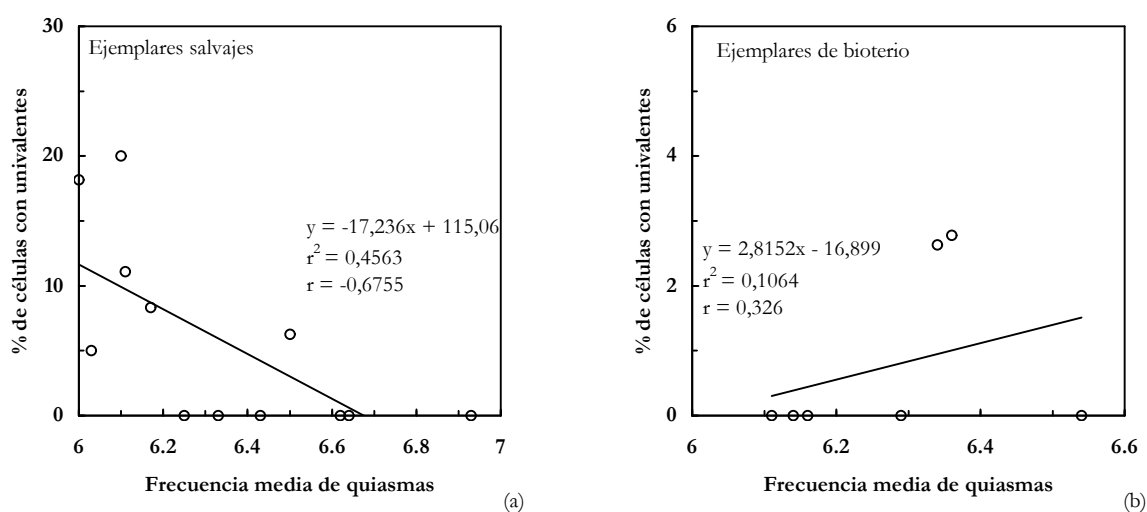 Ejemplares salvajes
% de células con univalentes
30
20
10
0
y = -17,236x + 115,06
r² = 0,4563
r = -0,6755
6
6.2
6.4
6.6
6.8
7
Frecuencia media de quiasmas
(a)
Ejemplares de bioterio
% de células con univalentes
6
4
2
0
y = 2,8152x - 16,899
r² = 0,1064
r = 0,326
6
6.2
6.4
6.6
Frecuencia media de quiasmas
(b)